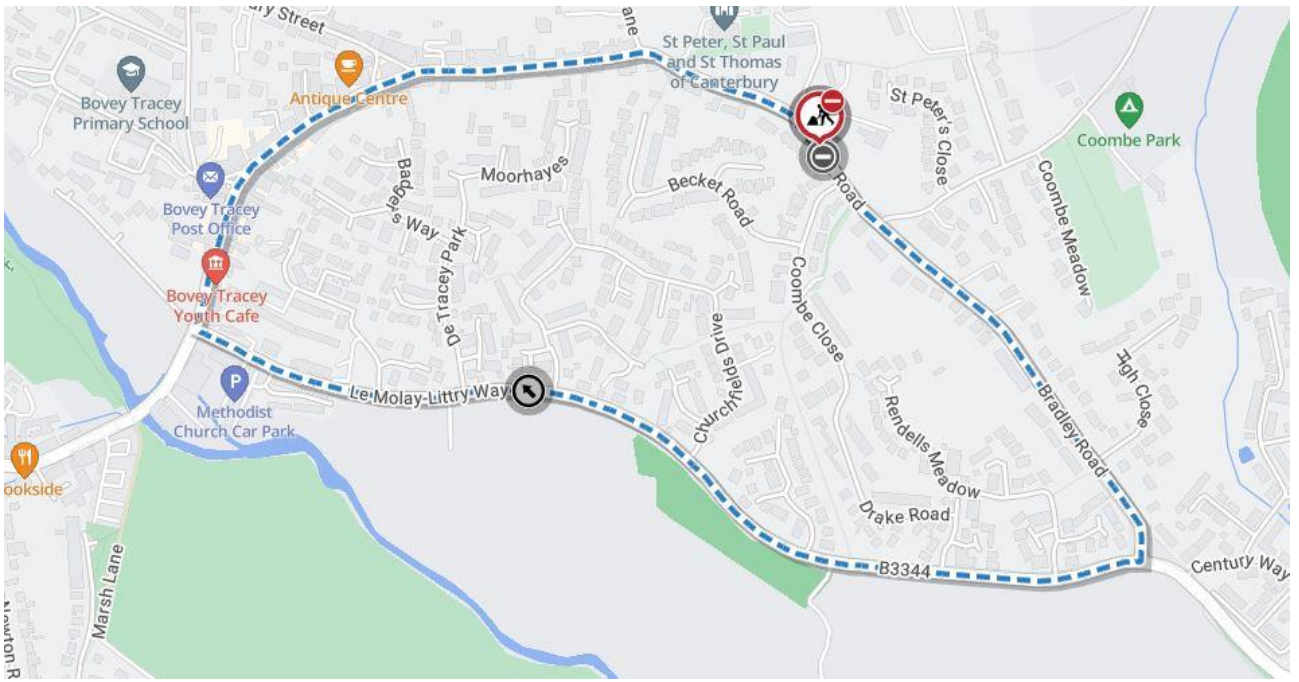 ury Street
ane
St Peter, St Paul
and St Thomas
of Canterbury
Bovey Tracey
Primary School
Antique Centre
St Peter's Close
Coombe Park
Moorhayes
Badger's Way
Becket Road
Road
Coombe Meadow
Bovey Tracey
Post Office
De Tracey Park
Coombe Close
Bovey Tracey
Youth Cafe
Churchfields Drive
High Close
Le Molay-Littry Way
P
Methodist
Church Car Park
Rendells Meadow
Bradley Road
ookside
Drake Road
B3344
Century Way
Marsh Lane
Newton R